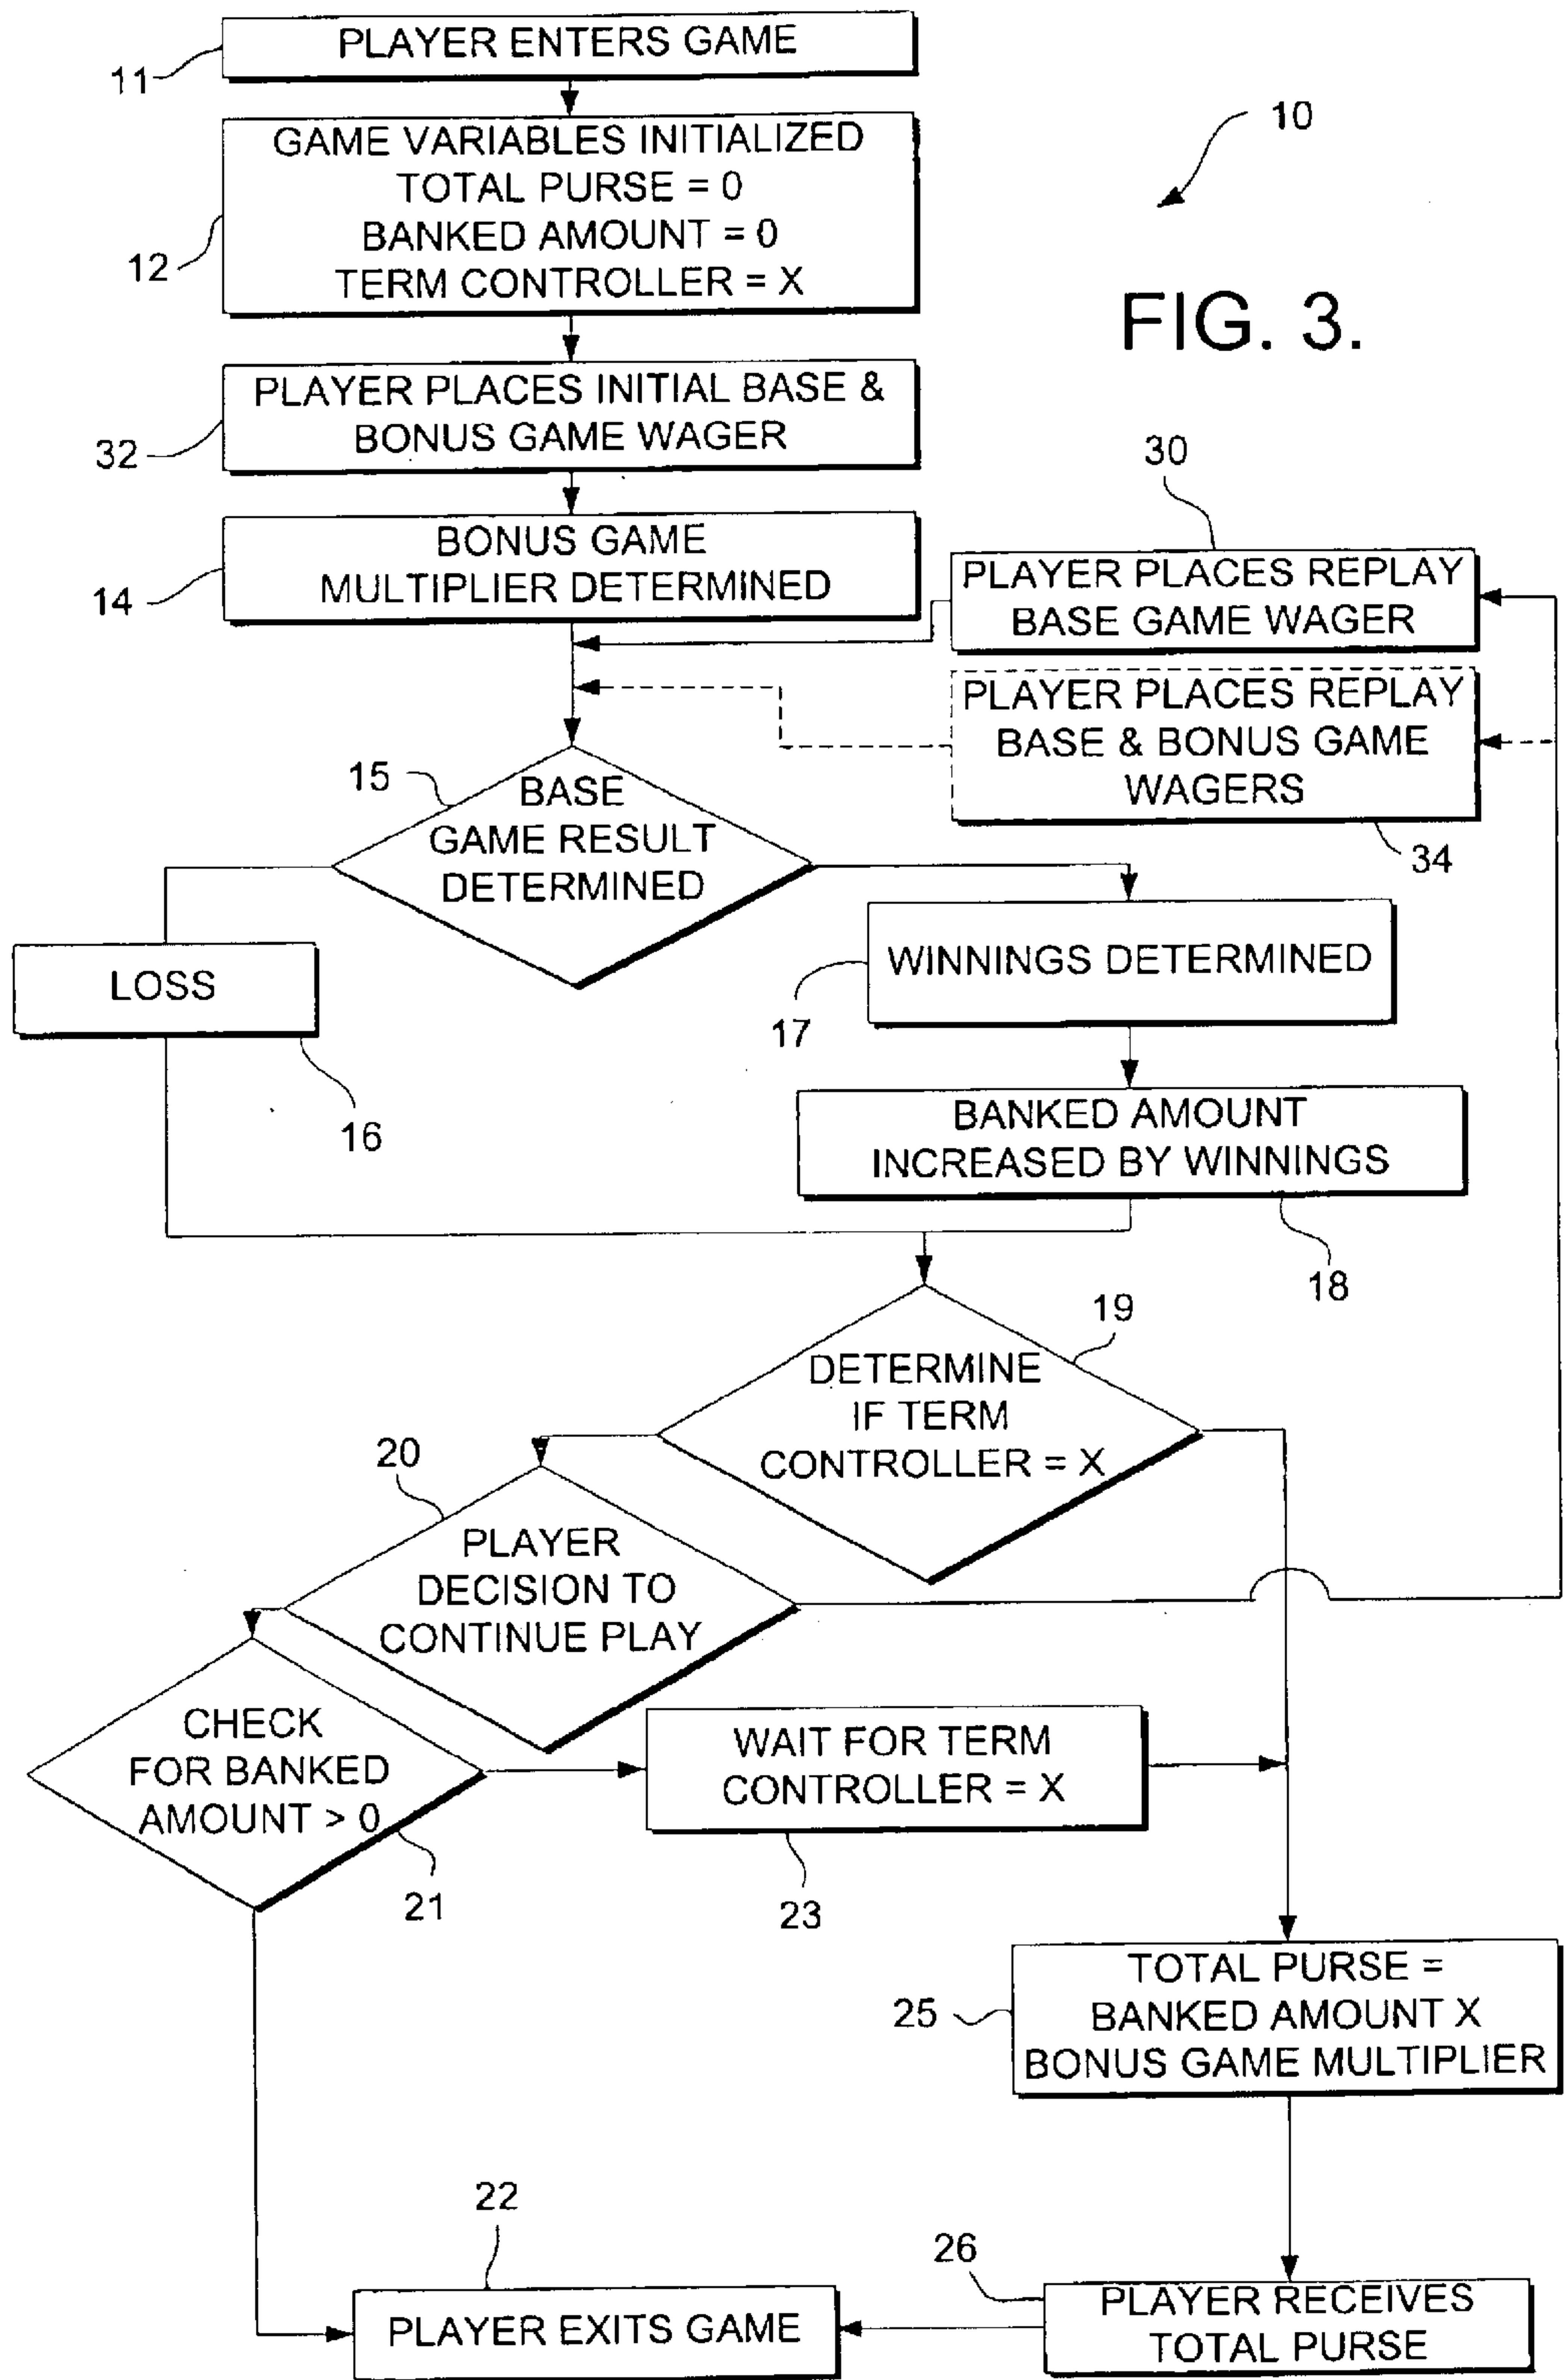 PLAYER ENTERS GAME
11
10
GAME VARIABLES INITIALIZED
TOTAL PURSE = 0
BANKED AMOUNT = 0
TERM CONTROLLER = X
12
FIG. 3.
PLAYER PLACES INITIAL BASE &
BONUS GAME WAGER
32
BONUS GAME
MULTIPLIER DETERMINED
14
30
PLAYER PLACES REPLAY
BASE GAME WAGER
PLAYER PLACES REPLAY
BASE & BONUS GAME
WAGERS
34
15
BASE
GAME RESULT
DETERMINED
LOSS
16
WINNINGS DETERMINED
17
BANKED AMOUNT
INCREASED BY WINNINGS
18
19
DETERMINE
IF TERM
CONTROLLER = X
20
PLAYER
DECISION TO
CONTINUE PLAY
CHECK
FOR BANKED
AMOUNT > 0
21
WAIT FOR TERM
CONTROLLER = X
23
TOTAL PURSE =
BANKED AMOUNT X
BONUS GAME MULTIPLIER
25
22
PLAYER EXITS GAME
26
PLAYER RECEIVES
TOTAL PURSE